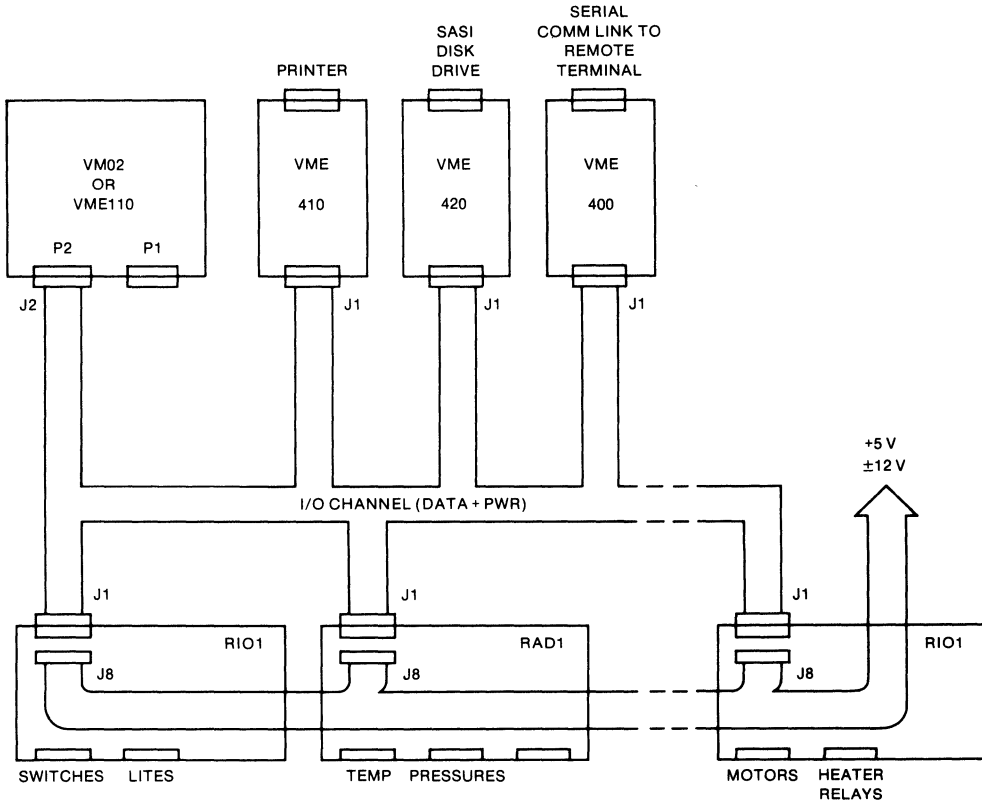 SERIAL
COMM LINK TO
REMOTE
TERMINAL
SASI
DISK
DRIVE
PRINTER
VM02
OR
VME110
P2
P1
VME
410
VME
420
VME
400
J2
J1
J1
J1
+5 V
±12 V
I/O CHANNEL (DATA + PWR)
J1
J1
J1
RIO1
RAD1
RIO1
J8
J8
J8
SWITCHES
LITES
TEMP
PRESSURES
MOTORS
HEATER
RELAYS